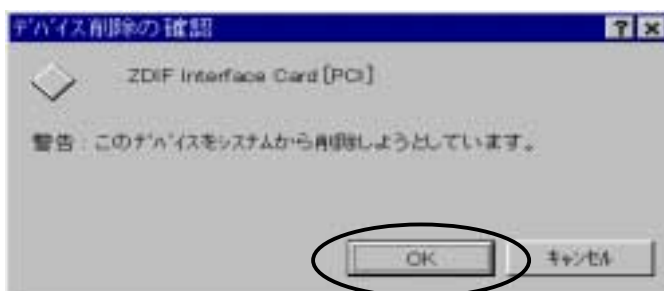 ﾃﾞﾊﾞｲｽ削除の確認
ZDIF Interface Card [PCI]
警告 : このﾃﾞﾊﾞｲｽをｼｽﾃﾑから削除しようとしています。
OK
ｷｬﾝｾﾙ